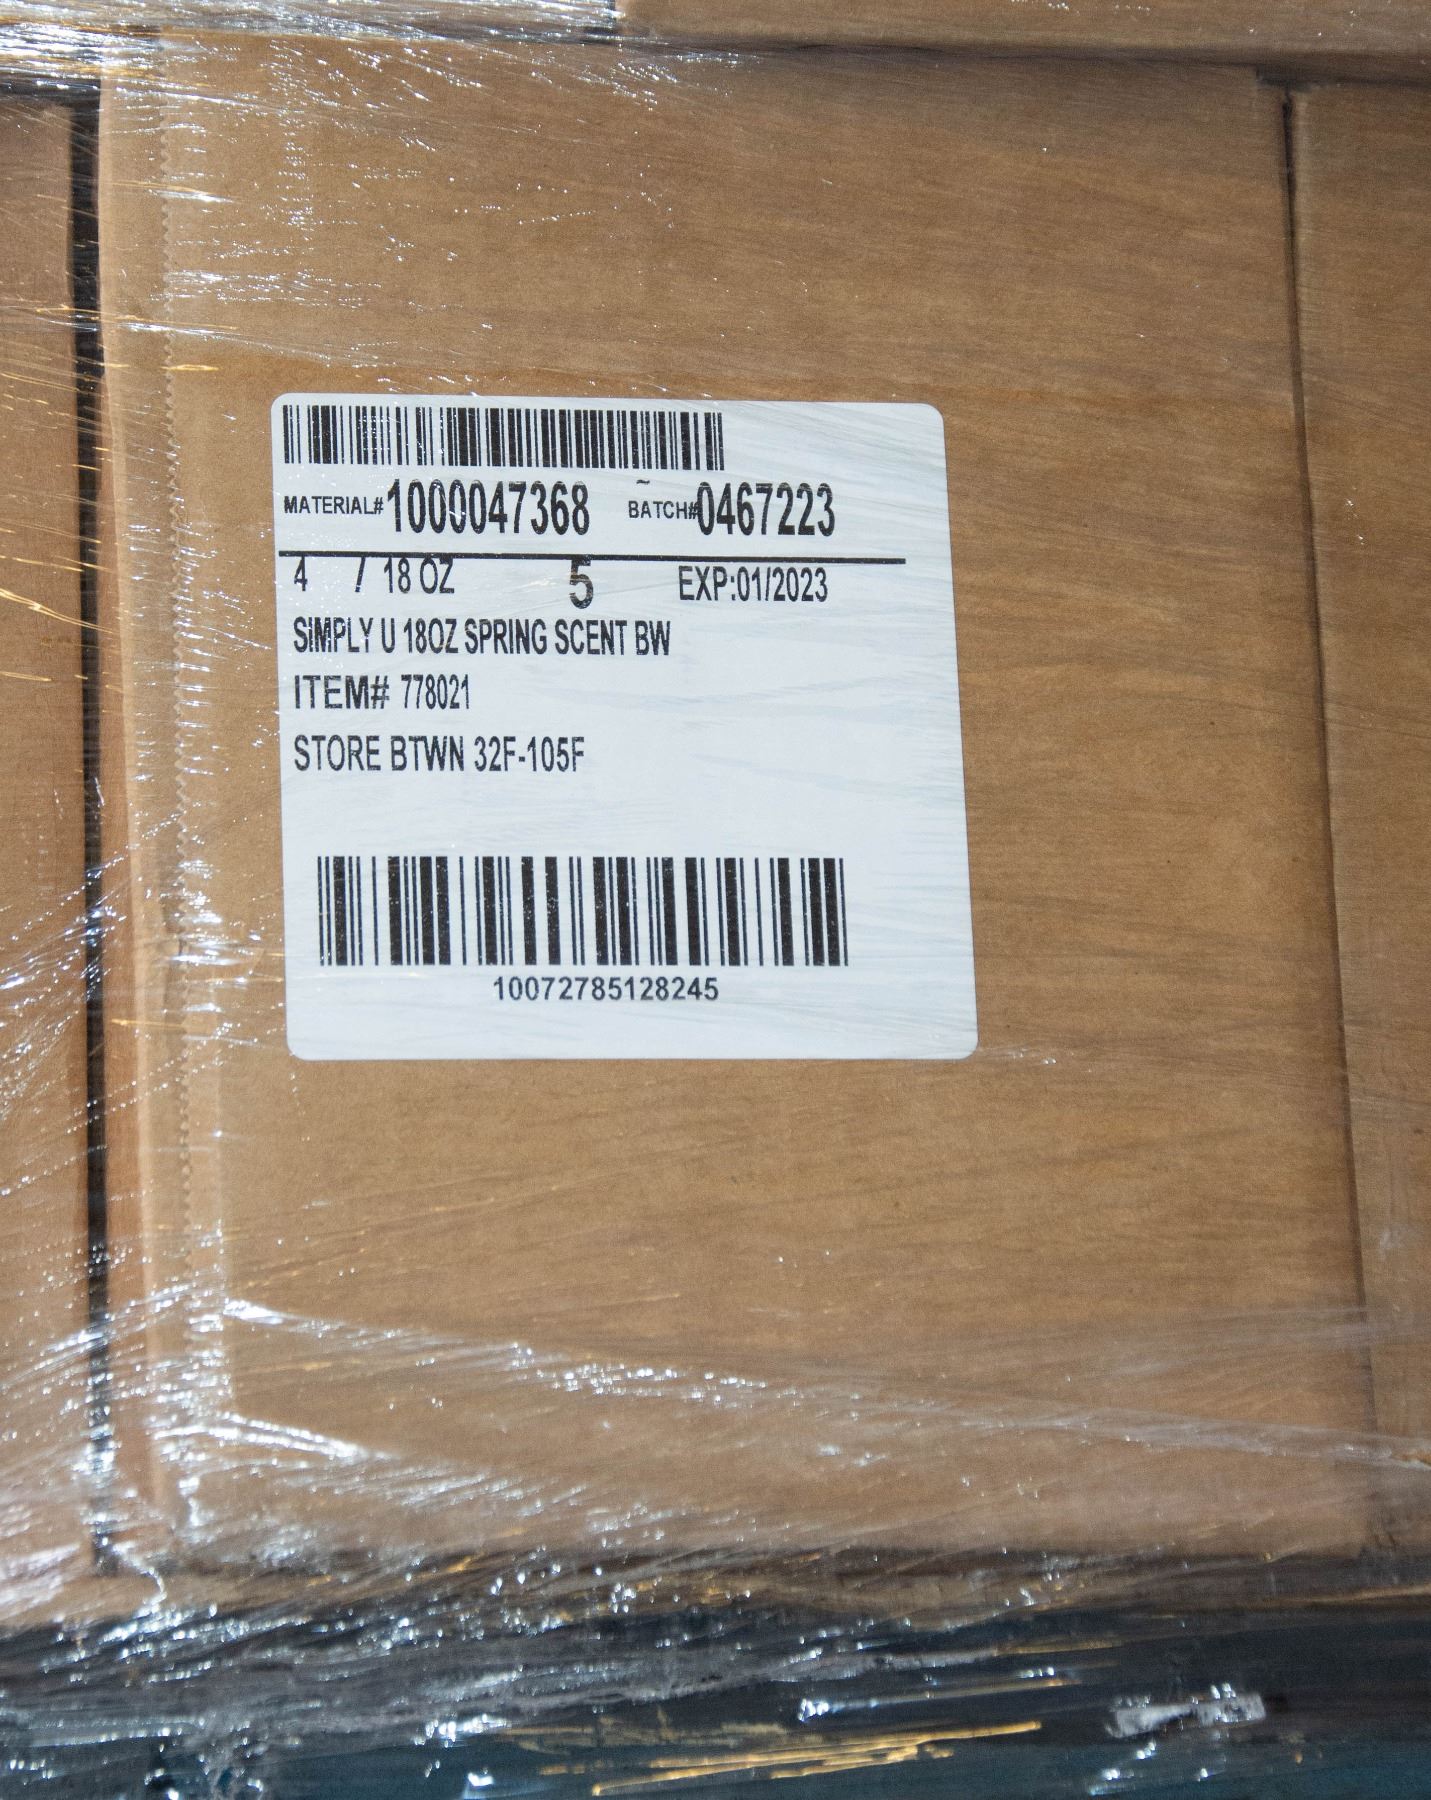 MATERIAL# 1000047368 BATCH# 0467223
4 / 18 OZ 5 EXP:01/2023
SIMPLY U 18OZ SPRING SCENT BW
ITEM# 778021
STORE BTWN 32F-105F
10072785128245